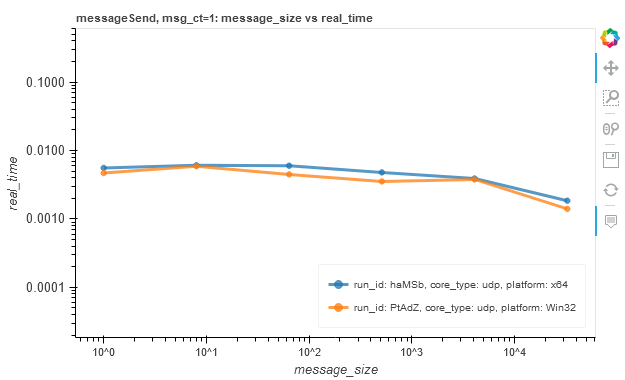 messageSend, msg_ct=1: message_size vs real_time
0.1000
0.0100
0.0010
0.0001
real_time
run_id: haMSb, core_type: udp, platform: x64
run_id: PtAdZ, core_type: udp, platform: Win32
10^0
10^1
10^2
10^3
10^4
message_size